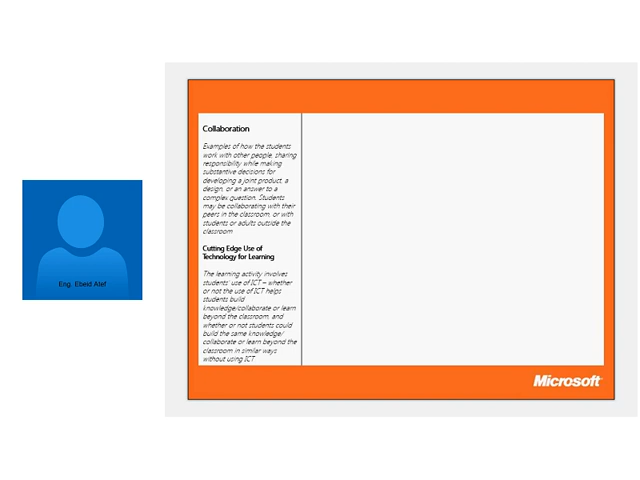 Collaboration
Examples of how the students
work with other people, sharing
responsibility while making
substantive decisions for
developing a joint product, a
design, or an answer to a
complex question. Students
may be collaborating with their
peers in the classroom, or with
students or adults outside the
classroom
Cutting Edge Use of
Technology for Learning
The learning activity involves
students' use of ICT – whether
or not the use of ICT helps
students build
knowledge/collaborate or learn
beyond the classroom, and
whether or not students could
build the same knowledge/
collaborate or learn beyond the
classroom in similar ways
without using ICT
Eng. Ebeid Atef
Microsoft